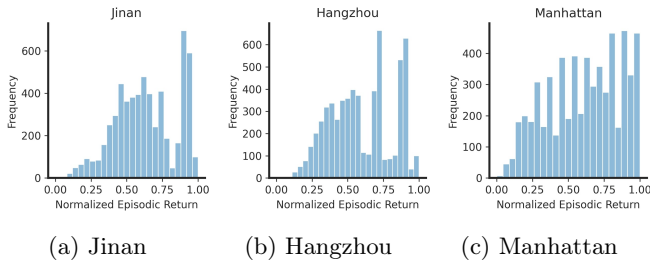 Jinan
Frequency
600
400
200
0
0.00 0.25 0.50 0.75 1.00
Normalized Episodic Return
(a) Jinan
Hangzhou
Frequency
600
500
400
300
200
100
0
0.00 0.25 0.50 0.75 1.00
Normalized Episodic Return
(b) Hangzhou
Manhattan
Frequency
400
300
200
100
0
0.00 0.25 0.50 0.75 1.00
Normalized Episodic Return
(c) Manhattan